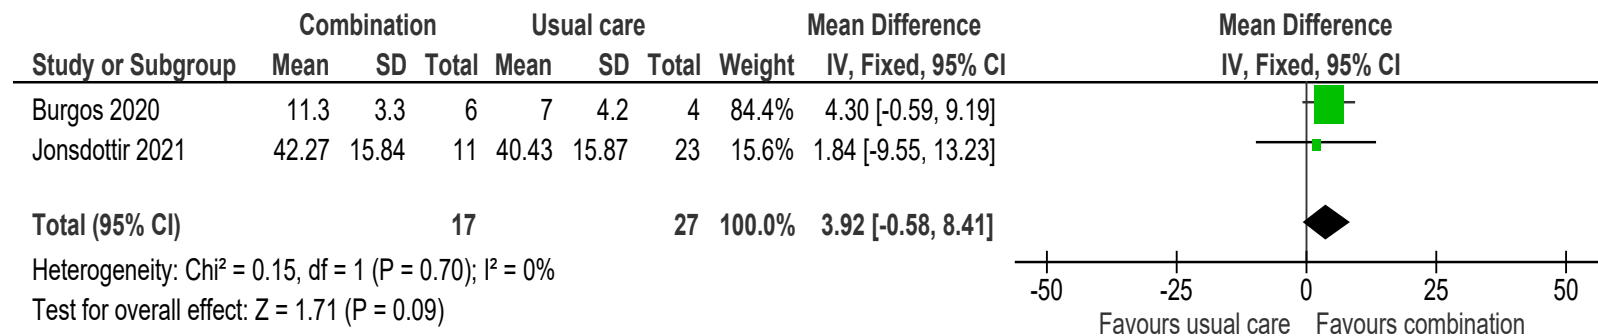 Combination Usual care Mean Difference Mean Difference
Study or Subgroup Mean SD Total Mean SD Total Weight IV, Fixed, 95% CI IV, Fixed, 95% CI
Burgos 2020 11.3 3.3 6 7 4.2 4 84.4% 4.30 [-0.59, 9.19]
Jonsdottir 2021 42.27 15.84 11 40.43 15.87 23 15.6% 1.84 [-9.55, 13.23]
Total (95% CI) 17 27 100.0% 3.92 [-0.58, 8.41]
Heterogeneity: Chi² = 0.15, df = 1 (P = 0.70); I² = 0%
Test for overall effect: Z = 1.71 (P = 0.09)
-50 -25 0 25 50
Favours usual care Favours combination